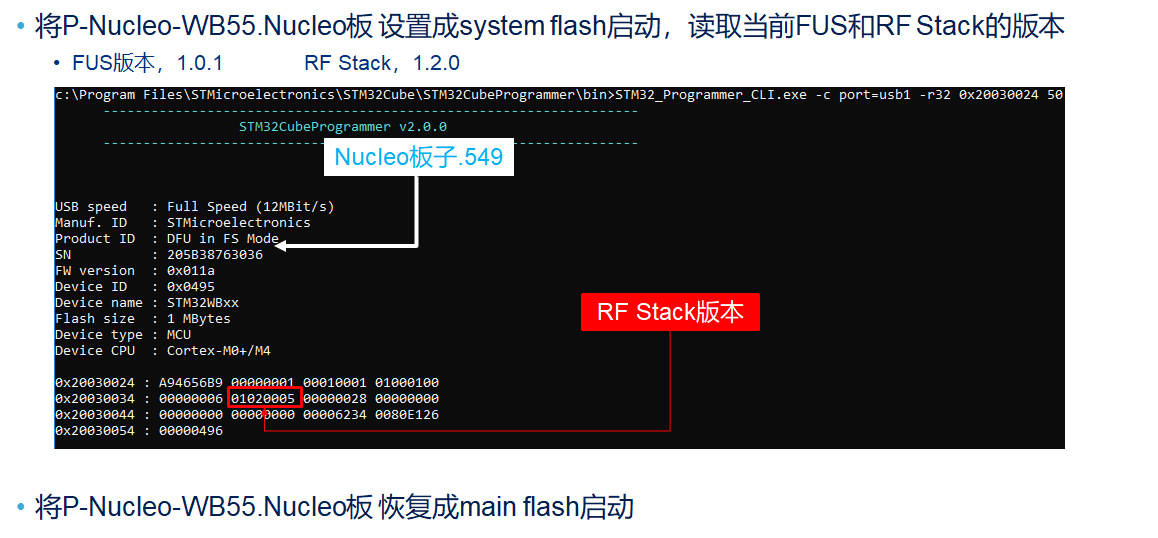 • 将P-Nucleo-WB55.Nucleo板 设置成system flash启动，读取当前FUS和RF Stack的版本
• FUS版本，1.0.1 RF Stack，1.2.0
c:\Program Files\STMicroelectronics\STM32Cube\STM32CubeProgrammer\bin>STM32_Programmer_CLI.exe -c port=usb1 -r32 0x20030024 50
-------------------------------------------------------------------
STM32CubeProgrammer v2.0.0
-------------------------------------------------------------------
Nucleo板子.549
USB speed   : Full Speed (12MBit/s)
Manuf. ID   : STMicroelectronics
Product ID  : DFU in FS Mode
SN          : 205B38763036
FW version  : 0x011a
Device ID   : 0x0495
Device name : STM32WBxx
Flash size  : 1 MBytes
Device type : MCU
Device CPU  : Cortex-M0+/M4
RF Stack版本
0x20030024 : A94656B9 00000001 00010001 01000100
0x20030034 : 00000006 01020005 00000028 00000000
0x20030044 : 00000000 00000000 00006234 0080E126
0x20030054 : 00000496
• 将P-Nucleo-WB55.Nucleo板 恢复成main flash启动